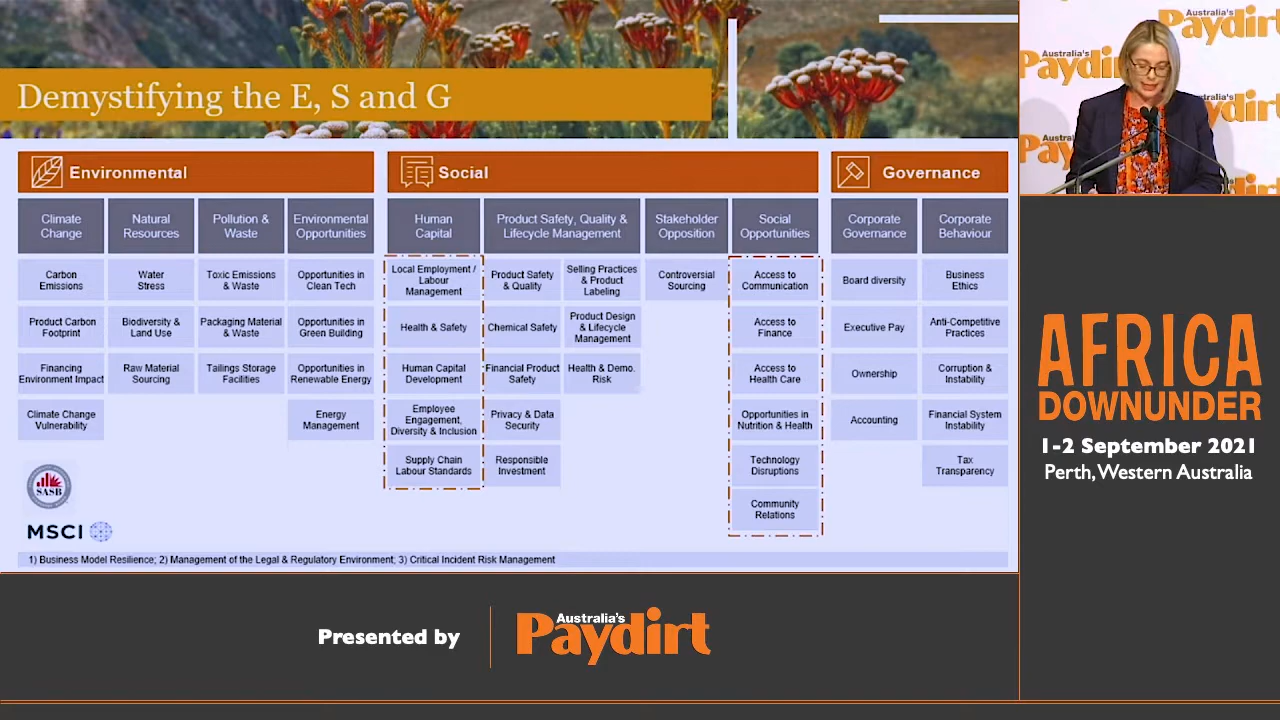 Demystifying the E, S and G
Environmental
Climate
Change
Natural
Resources
Pollution &
Waste
Environmental
Opportunities
Carbon
Emissions
Water
Stress
Toxic Emissions
& Waste
Opportunities in
Clean Tech
Product Carbon
Footprint
Biodiversity &
Land Use
Packaging Material
& Waste
Opportunities in
Green Building
Financing
Environment Impact
Raw Material
Sourcing
Tailings Storage
Facilities
Opportunities in
Renewable Energy
Climate Change
Vulnerability
Energy
Management
Social
Human
Capital
Product Safety, Quality &
Lifecycle Management
Stakeholder
Opposition
Social
Opportunities
Local Employment /
Labour
Management
Product Safety
& Quality
Selling Practices
& Product
Labeling
Controversial
Sourcing
Access to
Communication
Health & Safety
Chemical Safety
Product Design
& Lifecycle
Management
Access to
Finance
Human Capital
Development
Financial Product
Safety
Health & Demo.
Risk
Access to
Health Care
Employee
Engagement,
Diversity & Inclusion
Privacy & Data
Security
Opportunities in
Nutrition & Health
Supply Chain
Labour Standards
Responsible
Investment
Technology
Disruptions
Community
Relations
Governance
Corporate
Governance
Corporate
Behaviour
Board diversity
Business
Ethics
Executive Pay
Anti-Competitive
Practices
Ownership
Corruption &
Instability
Accounting
Financial System
Instability
Tax
Transparency
SASB
MSCI
1) Business Model Resilience; 2) Management of the Legal & Regulatory Environment; 3) Critical Incident Risk Management
Australia's
Paydirt
Australia's
Paydi
AFRICA
DOWNUNDER
1-2 September 2021
Perth, Western Australia
Presented by
Australia's
Paydirt